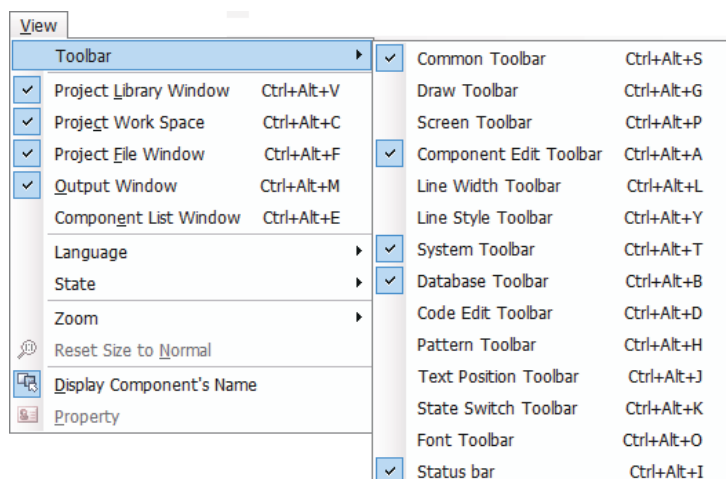 View
Toolbar
Project Library Window Ctrl+Alt+V
Project Work Space Ctrl+Alt+C
Project File Window Ctrl+Alt+F
Output Window Ctrl+Alt+M
Component List Window Ctrl+Alt+E
Language
State
Zoom
Reset Size to Normal
Display Component's Name
Property
Common Toolbar Ctrl+Alt+S
Draw Toolbar Ctrl+Alt+G
Screen Toolbar Ctrl+Alt+P
Component Edit Toolbar Ctrl+Alt+A
Line Width Toolbar Ctrl+Alt+L
Line Style Toolbar Ctrl+Alt+Y
System Toolbar Ctrl+Alt+T
Database Toolbar Ctrl+Alt+B
Code Edit Toolbar Ctrl+Alt+D
Pattern Toolbar Ctrl+Alt+H
Text Position Toolbar Ctrl+Alt+J
State Switch Toolbar Ctrl+Alt+K
Font Toolbar Ctrl+Alt+O
Status bar Ctrl+Alt+I